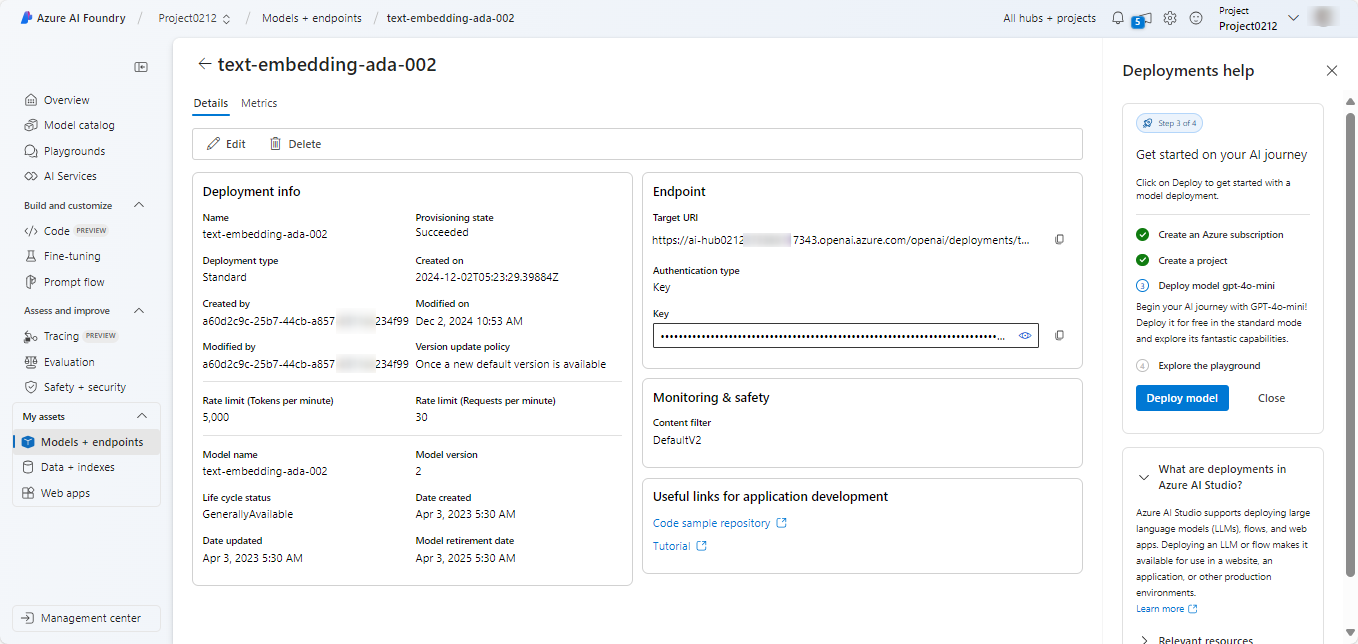 Azure AI Foundry / Project0212 / Models + endpoints / text-embedding-ada-002
All hubs + projects
5
Project
Project0212
Overview
Model catalog
Playgrounds
AI Services
Build and customize
Code PREVIEW
Fine-tuning
Prompt flow
Assess and improve
Tracing PREVIEW
Evaluation
Safety + security
My assets
Models + endpoints
Data + indexes
Web apps
Management center
text-embedding-ada-002
Details Metrics
Edit Delete
Deployment info
Name
text-embedding-ada-002
Provisioning state
Succeeded
Deployment type
Standard
Created on
2024-12-02T05:23:29.39884Z
Created by
a60d2c9c-25b7-44cb-a857 234f99
Modified on
Dec 2, 2024 10:53 AM
Modified by
a60d2c9c-25b7-44cb-a857 234f99
Version update policy
Once a new default version is available
Rate limit (Tokens per minute)
5,000
Rate limit (Requests per minute)
30
Model name
text-embedding-ada-002
Model version
2
Life cycle status
GenerallyAvailable
Date created
Apr 3, 2023 5:30 AM
Date updated
Apr 3, 2023 5:30 AM
Model retirement date
Apr 3, 2025 5:30 AM
Endpoint
Target URI
https://ai-hub0212 7343.openai.azure.com/openai/deployments/t...
Authentication type
Key
Key
Monitoring & safety
Content filter
DefaultV2
Useful links for application development
Code sample repository
Tutorial
Deployments help
Step 3 of 4
Get started on your AI journey
Click on Deploy to get started with a
model deployment.
Create an Azure subscription
Create a project
3 Deploy model gpt-4o-mini
Begin your AI journey with GPT-4o-mini!
Deploy it for free in the standard mode
and explore its fantastic capabilities.
4 Explore the playground
Deploy model Close
What are deployments in
Azure AI Studio?
Azure AI Studio supports deploying large
language models (LLMs), flows, and web
apps. Deploying an LLM or flow makes it
available for use in a website, an
application, or other production
environments.
Learn more
Relevant resources